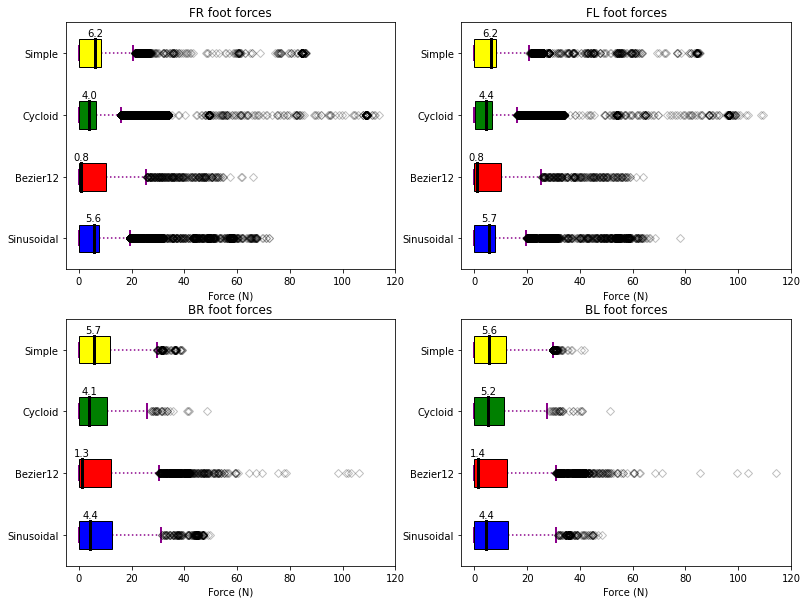 FR foot forces
Simple
6.2
Cycloid
4.0
Bezier12
0.8
Sinusoidal
5.6
0 20 40 60 80 100 120
Force (N)
FL foot forces
Simple
6.2
Cycloid
4.4
Bezier12
0.8
Sinusoidal
5.7
0 20 40 60 80 100 120
Force (N)
BR foot forces
Simple
5.7
Cycloid
4.1
Bezier12
1.3
Sinusoidal
4.4
0 20 40 60 80 100 120
Force (N)
BL foot forces
Simple
5.6
Cycloid
5.2
Bezier12
1.4
Sinusoidal
4.4
0 20 40 60 80 100 120
Force (N)